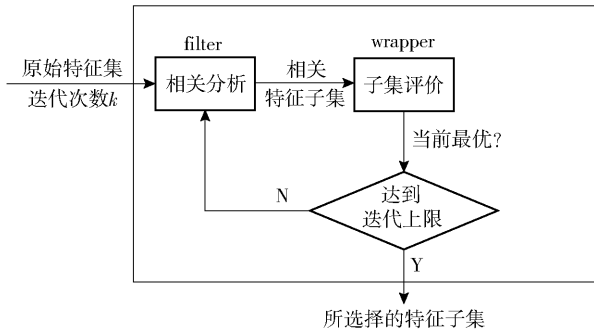 filter
wrapper
原始特征集
迭代次数k
相关分析
相关
特征子集
子集评价
当前最优?
N
达到
迭代上限
Y
所选择的特征子集